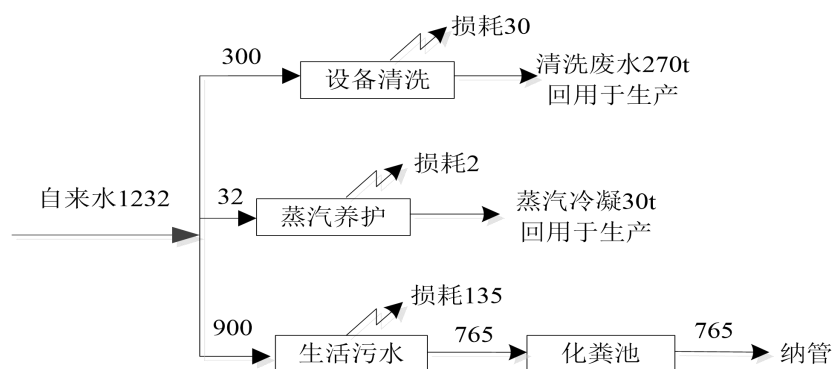 损耗30
300
设备清洗
清洗废水270t
回用于生产
损耗2
自来水1232
32
蒸汽养护
蒸汽冷凝30t
回用于生产
损耗135
900
生活污水
765
化粪池
765
纳管